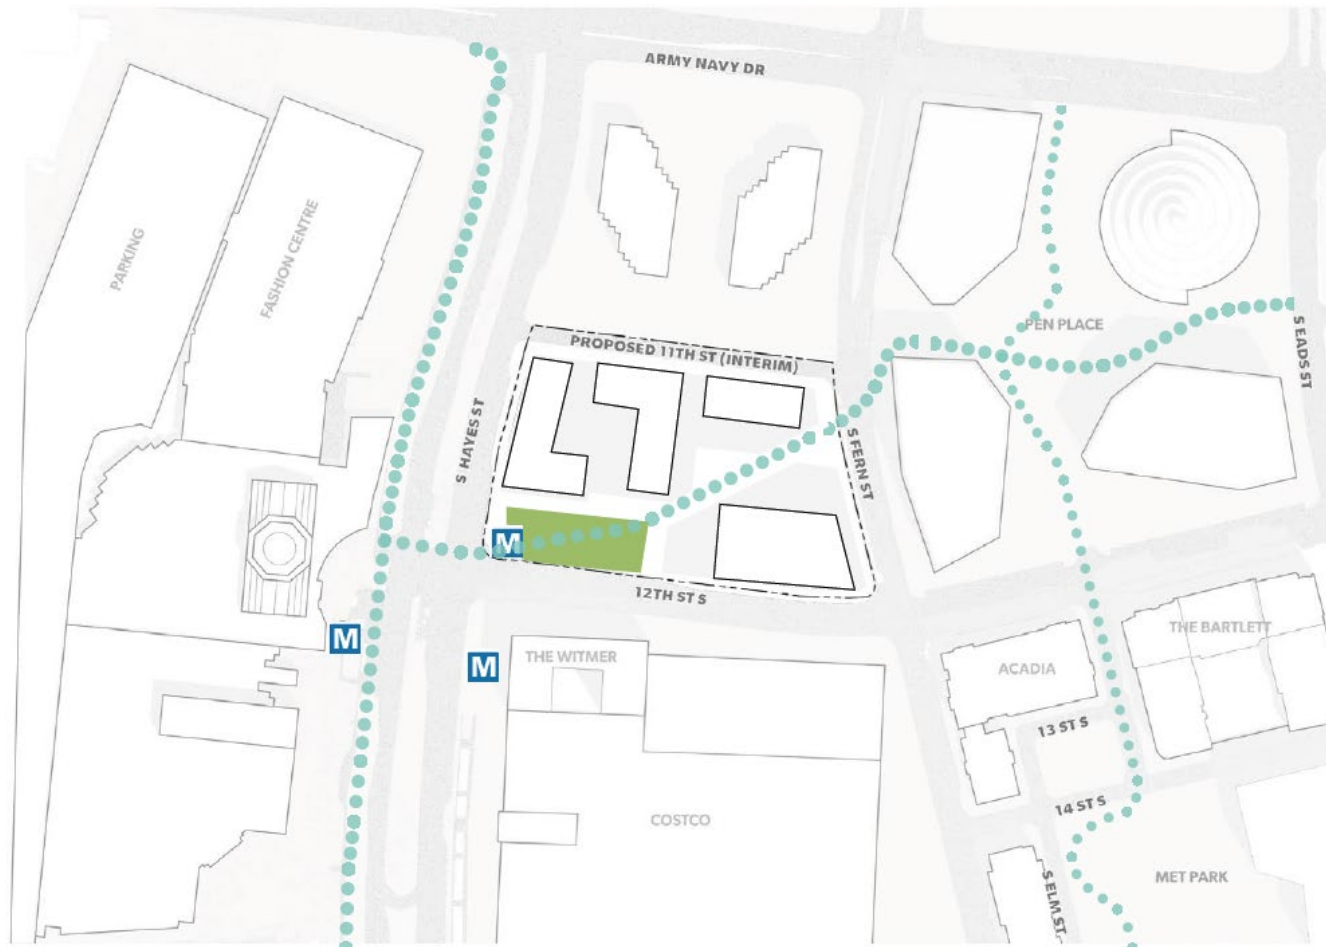 ARMY NAVY DR
PARKING
FASHION CENTRE
PEN PLACE
S EADS ST
PROPOSED 11TH ST (INTERIM)
S HAYES ST
S FERN ST
M
12TH ST S
M
M
THE WITMER
THE BARTLETT
ACADIA
13 ST S
14 ST S
COSTCO
MET PARK
S ELM ST